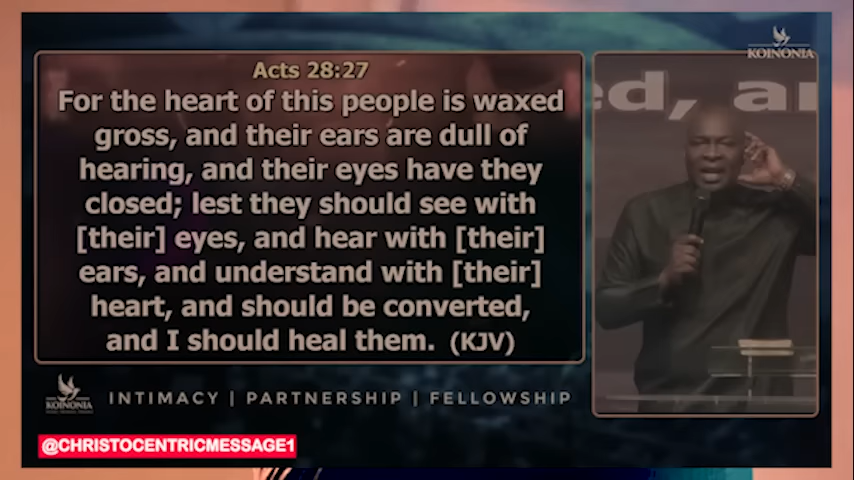 KOINONIA
Acts 28:27
For the heart of this people is waxed
gross, and their ears are dull of
hearing, and their eyes have they
closed; lest they should see with
[their] eyes, and hear with [their]
ears, and understand with [their]
heart, and should be converted,
and I should heal them. (KJV)
ed, a
KOINONIA
INTIMACY | PARTNERSHIP | FELLOWSHIP
@CHRISTOCENTRICMESSAGE1